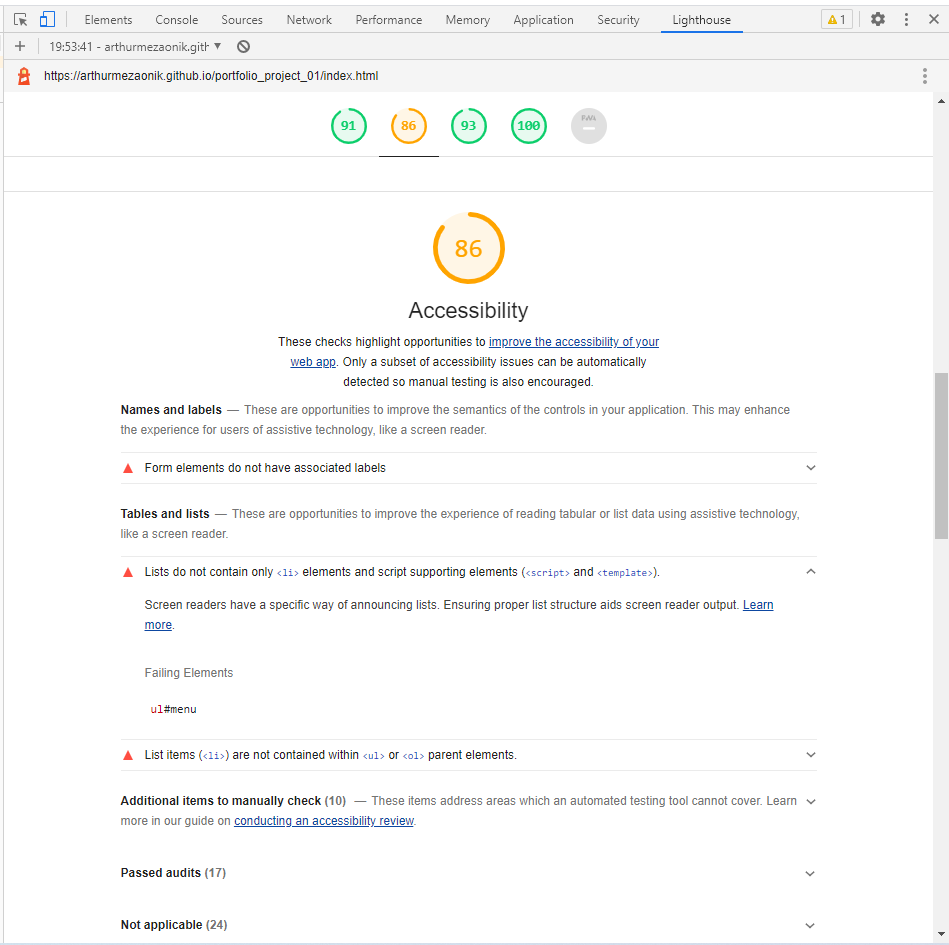 Elements Console Sources Network Performance Memory Application Security Lighthouse 1
19:53:41 - arthurmezaonik.gith
https://arthurmezaonik.github.io/portfolio_project_01/index.html
91 86 93 100 PWA
86
Accessibility
These checks highlight opportunities to improve the accessibility of your
web app. Only a subset of accessibility issues can be automatically
detected so manual testing is also encouraged.
Names and labels — These are opportunities to improve the semantics of the controls in your application. This may enhance
the experience for users of assistive technology, like a screen reader.
Form elements do not have associated labels
Tables and lists — These are opportunities to improve the experience of reading tabular or list data using assistive technology,
like a screen reader.
Lists do not contain only <li> elements and script supporting elements (<script> and <template>).
Screen readers have a specific way of announcing lists. Ensuring proper list structure aids screen reader output. Learn
more.
Failing Elements
ul#menu
List items (<li>) are not contained within <ul> or <ol> parent elements.
Additional items to manually check (10) — These items address areas which an automated testing tool cannot cover. Learn
more in our guide on conducting an accessibility review.
Passed audits (17)
Not applicable (24)